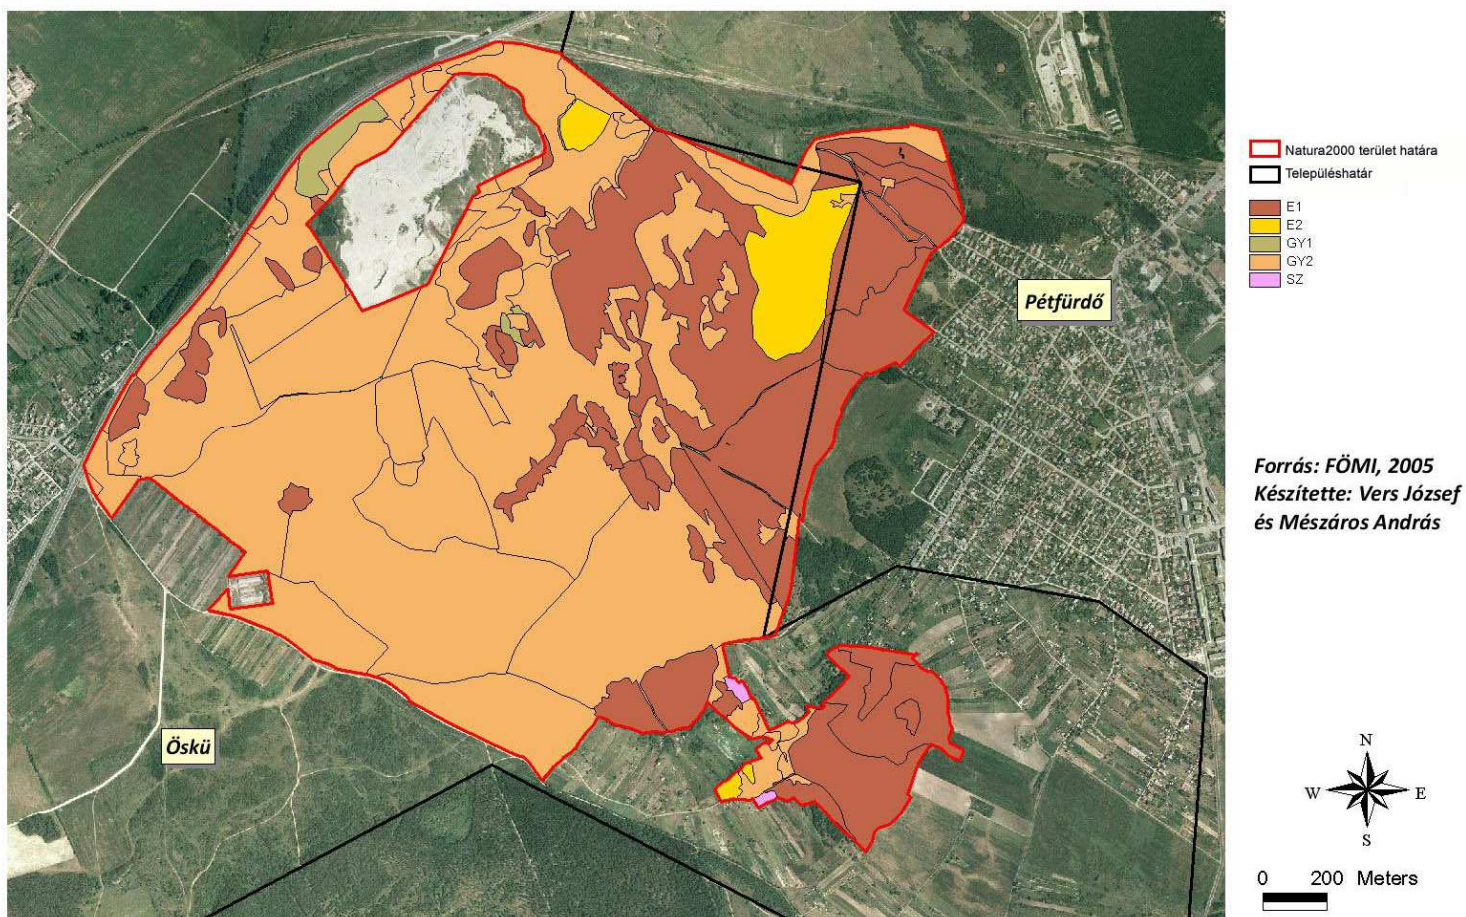 Natura2000 terület határa
Településhatár
E1
E2
GY1
GY2
SZ
Pétfürdő
Forrás: FÖMI, 2005
Készítette: Vers József
és Mészáros András
Öskü
N
W E
S
0 200 Meters